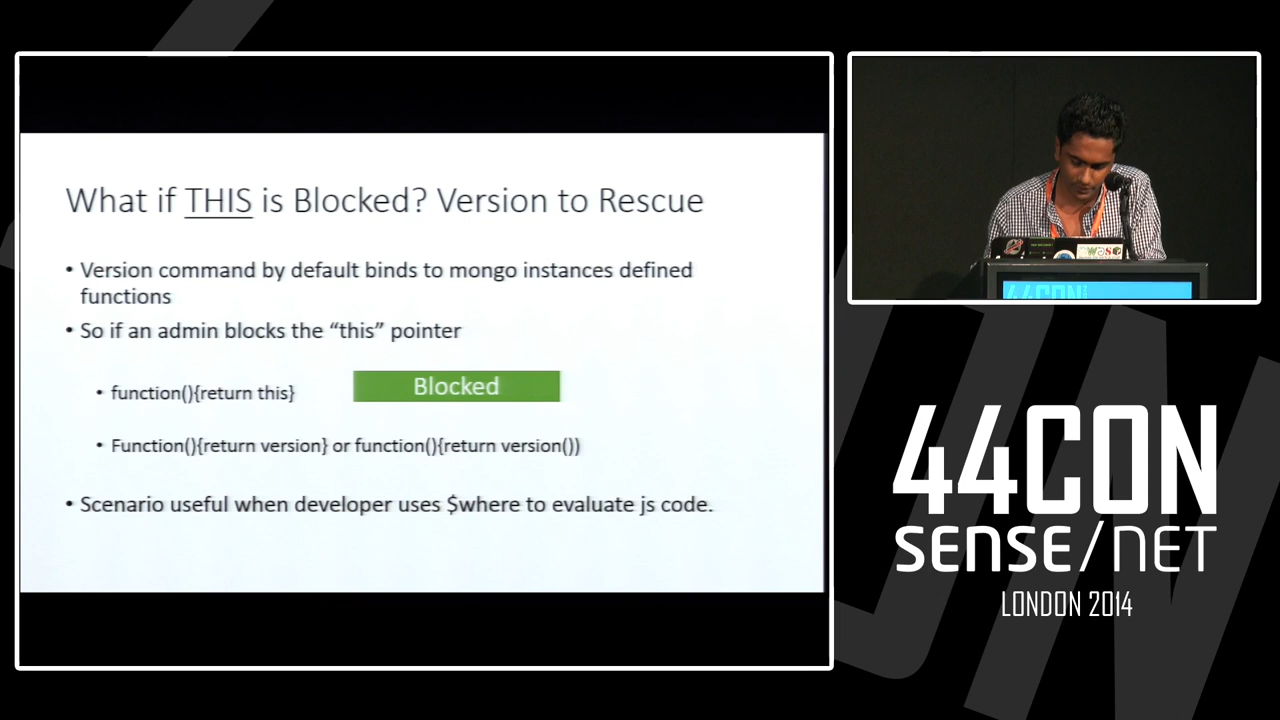 What if THIS is Blocked? Version to Rescue
• Version command by default binds to mongo instances defined
functions
• So if an admin blocks the “this” pointer
• function(){return this}
Blocked
• Function(){return version} or function(){return version())
• Scenario useful when developer uses $where to evaluate js code.
44CON
44CON
SENSE/NET
LONDON 2014